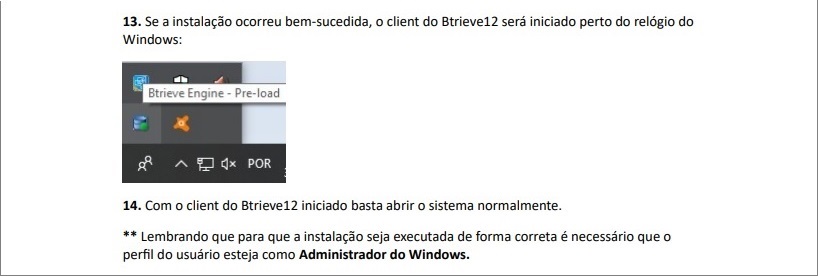 13. Se a instalação ocorreu bem-sucedida, o client do Btrieve12 será iniciado perto do relógio do
Windows:
Btrieve Engine - Pre-load
POR
14. Com o client do Btrieve12 iniciado basta abrir o sistema normalmente.
** Lembrando que para que a instalação seja executada de forma correta é necessário que o
perfil do usuário esteja como Administrador do Windows.